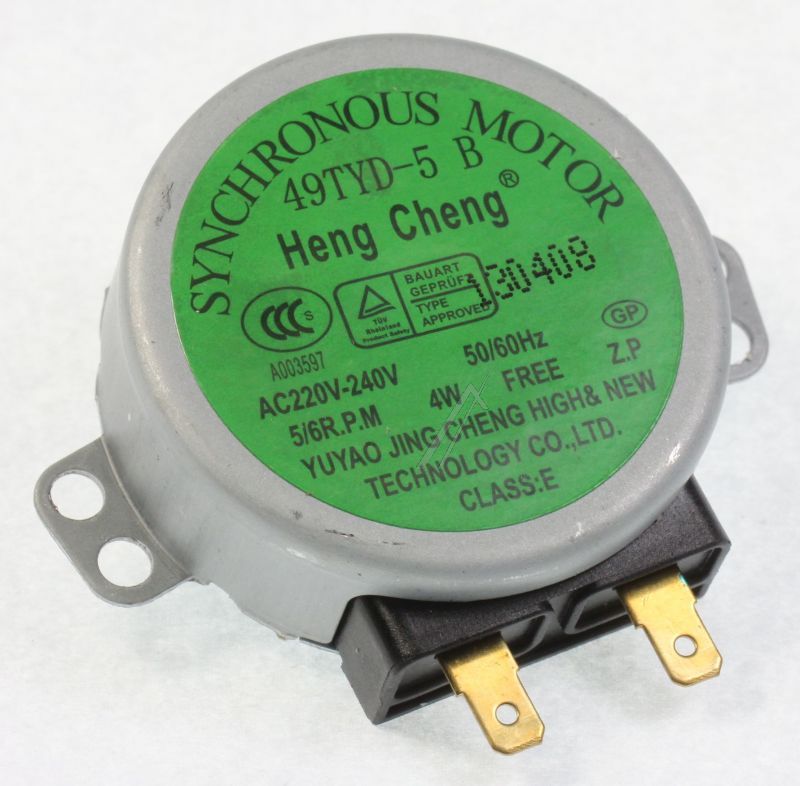 SYNCHRONOUS MOTOR
49TYD-5 B
Heng Cheng®
CCC S
A003597
TÜV
Rheinland
Product Safety
BAUART
GEPRÜFT
TYPE
APPROVED
130408
GP
AC220V-240V 50/60Hz Z.P
5/6R.P.M 4W FREE
YUYAO JING CHENG HIGH& NEW
TECHNOLOGY CO.,LTD.
CLASS:E